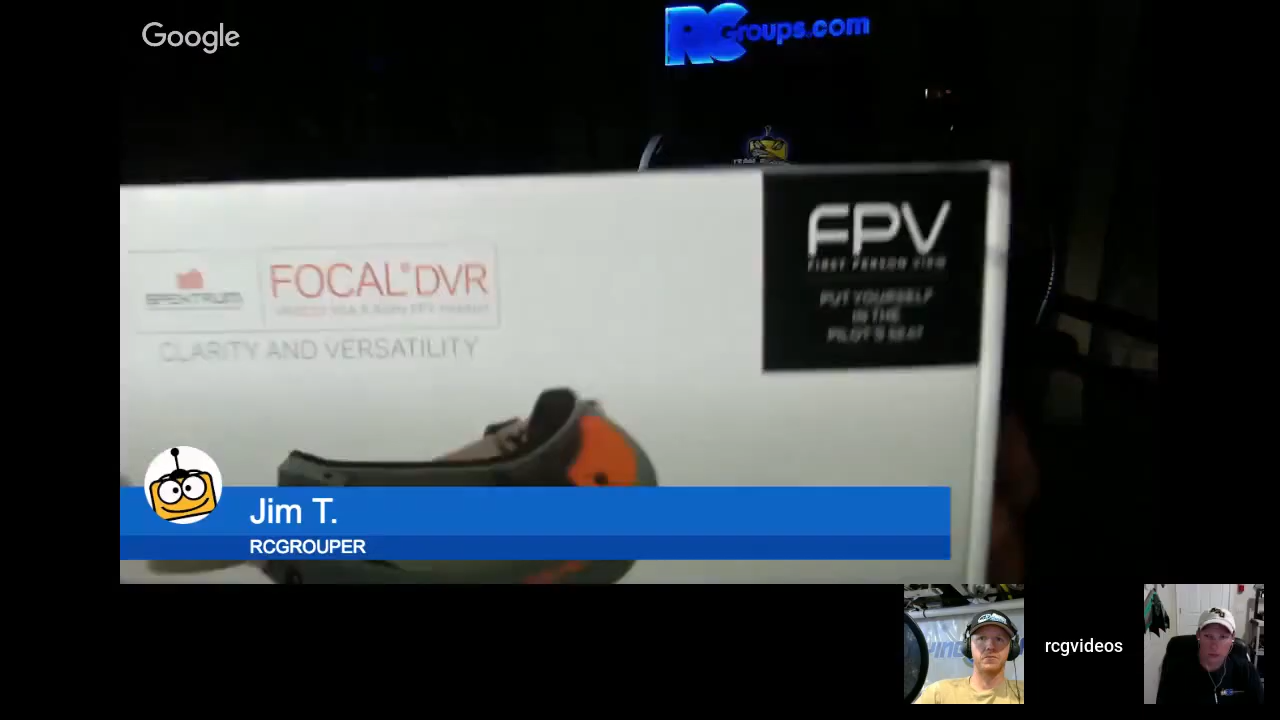 Google
RCGroups.com
FPV
FIRST PERSON VIEW
PUT YOURSELF
IN THE
PILOT'S SEAT
SPEKTRUM
FOCAL DVR
CLARITY AND VERSATILITY
Jim T.
RCGROUPER
rcgvideos